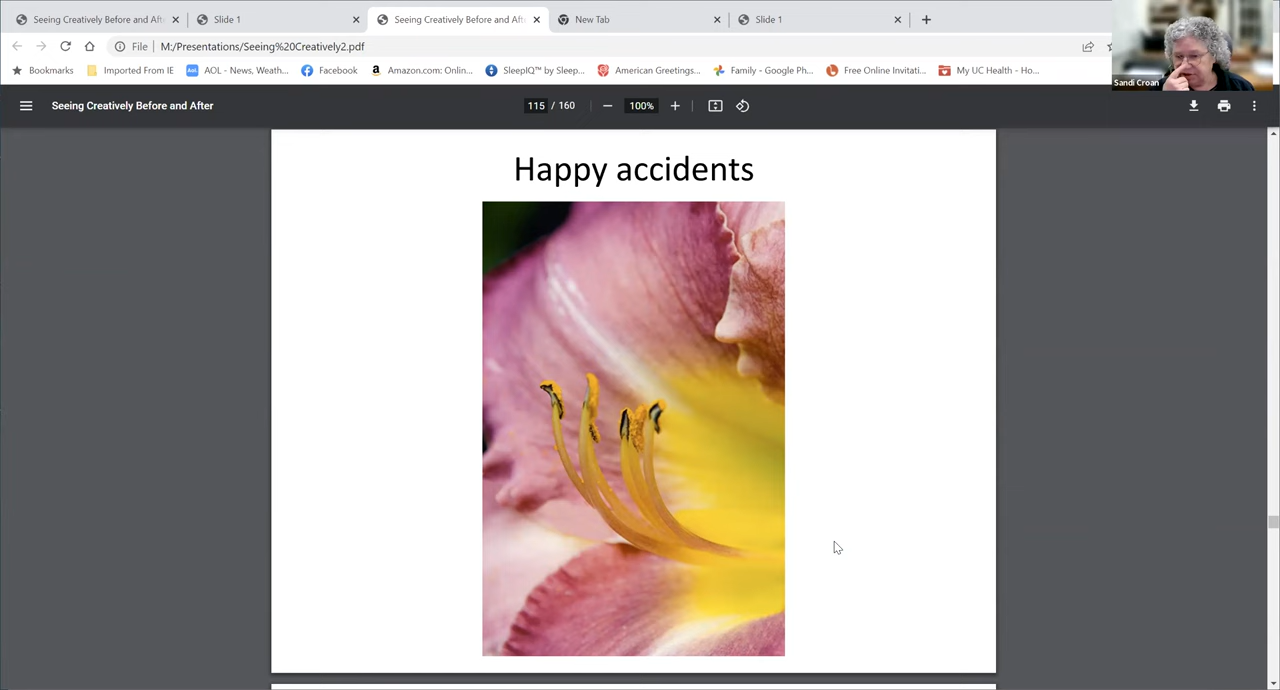 Seeing Creatively Before and Aft
Slide 1
Seeing Creatively Before and Aft
New Tab
Slide 1
File
M:/Presentations/Seeing%20Creatively2.pdf
Bookmarks
Imported From IE
AOL - News, Weath...
Facebook
Amazon.com: Onlin...
SleepIQ™ by Sleep...
American Greetings...
Family - Google Ph...
Free Online Invitati...
My UC Health - Ho...
Sandi Croan
Seeing Creatively Before and After
115 / 160
100%
Happy accidents